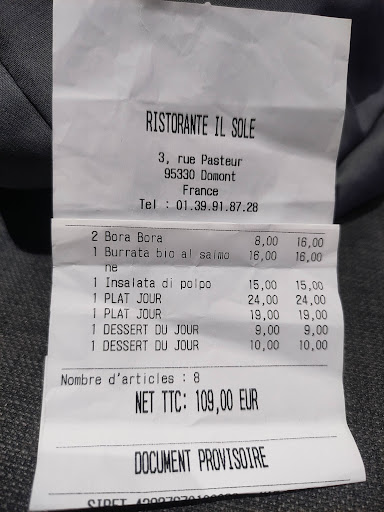 RISTORANTE IL SOLE
3, rue Pasteur
95330 Domont
France
Tel : 01.39.91.87.28
2 Bora Bora 8,00 16,00
1 Burrata bio al salmo 16,00 16,00
ne
1 Insalata di polpo 15,00 15,00
1 PLAT JOUR 24,00 24,00
1 PLAT JOUR 19,00 19,00
1 DESSERT DU JOUR 9,00 9,00
1 DESSERT DU JOUR 10,00 10,00
Nombre d'articles : 8
NET TTC: 109,00 EUR
DOCUMENT PROVISOIRE
SIRET